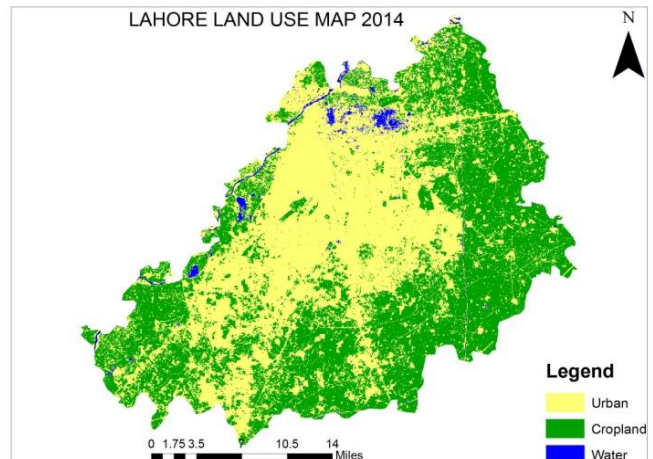 LAHORE LAND USE MAP 2014
N
Legend
Urban
Cropland
Water
0 1.75 3.5 7 10.5 14
Miles